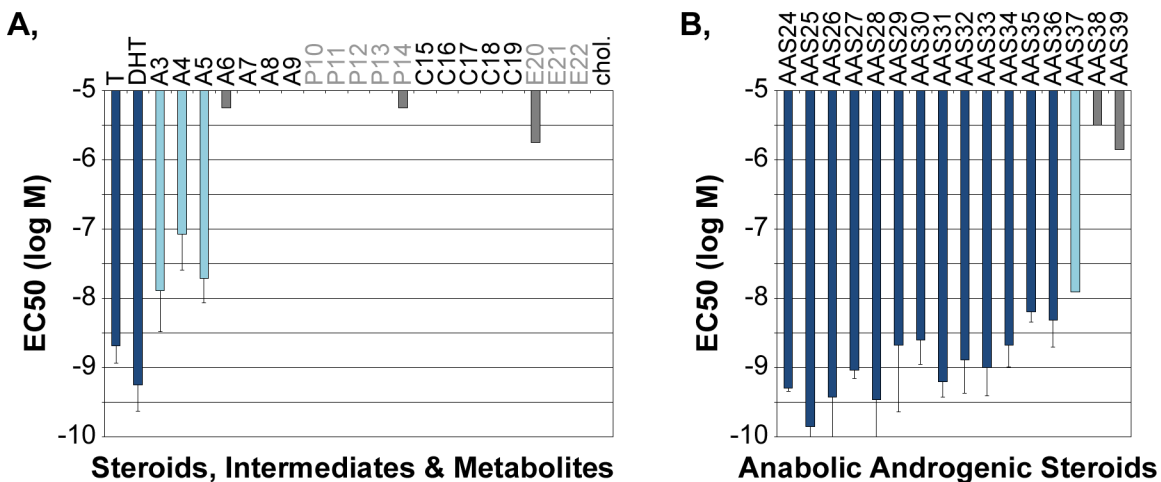 A,
T
DHT
A3
A4
A5
A6
A7
A8
A9
P10
P11
P12
P13
P14
C15
C16
C17
C18
C19
E20
E21
E22
chol.
-5
-6
-7
-8
-9
-10
EC50 (log M)
Steroids, Intermediates & Metabolites
B,
AAS24
AAS25
AAS26
AAS27
AAS28
AAS29
AAS30
AAS31
AAS32
AAS33
AAS34
AAS35
AAS36
AAS37
AAS38
AAS39
-5
-6
-7
-8
-9
-10
EC50 (log M)
Anabolic Androgenic Steroids